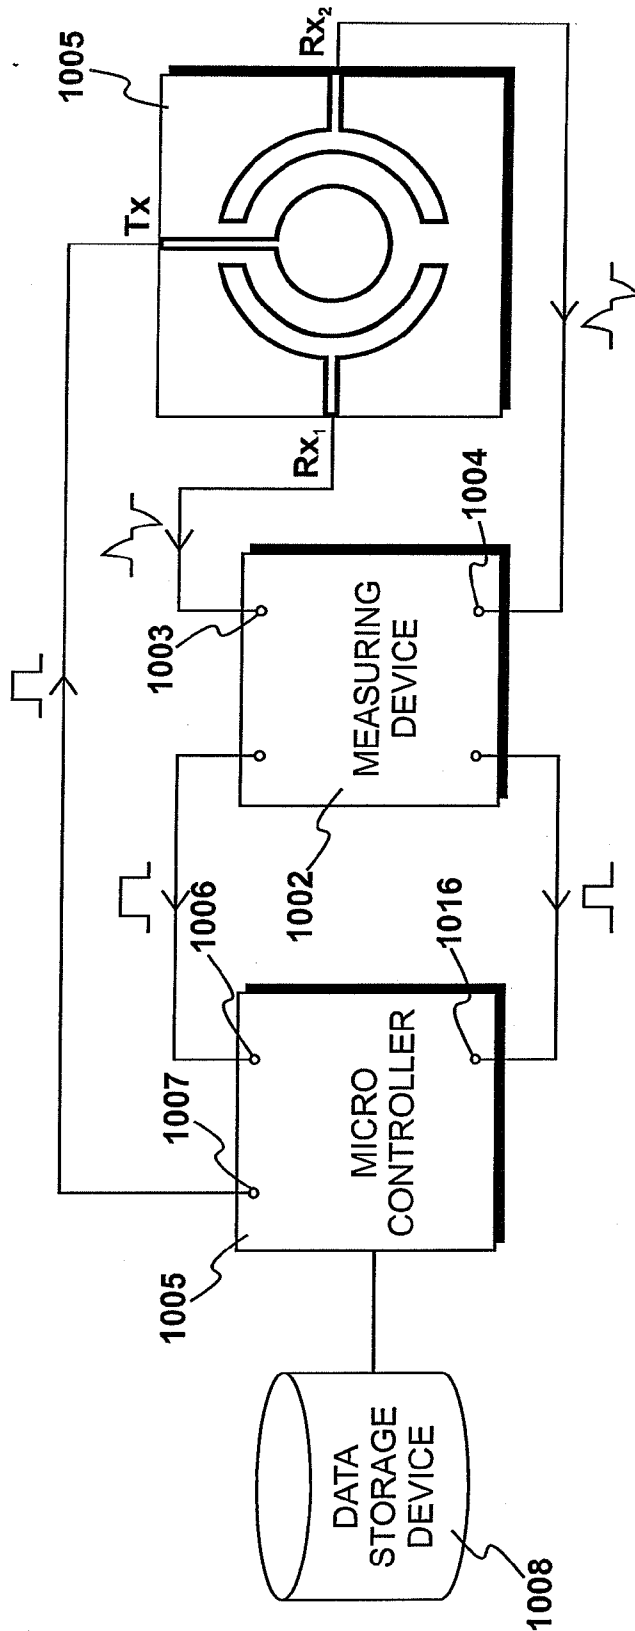 1005
Tx
Rx2
Rx1
1003
1004
MEASURING
DEVICE
1002
1006
1016
1007
MICRO
CONTROLLER
1005
DATA
STORAGE
DEVICE
1008